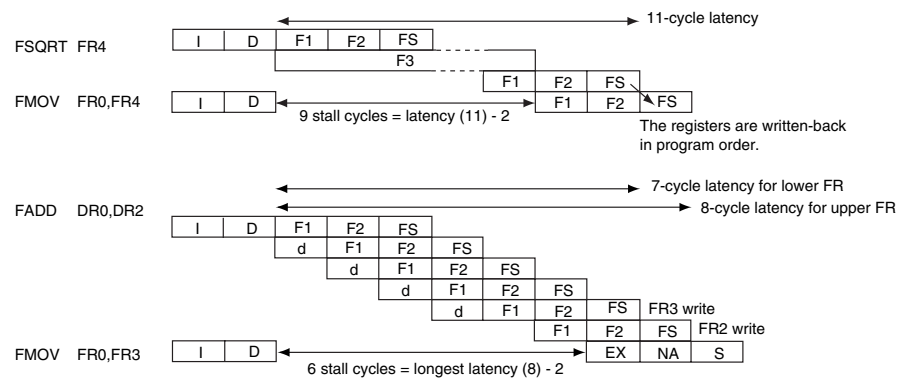 11-cycle latency
FSQRT FR4 I D F1 F2 FS
F3
F1 F2 FS
FMOV FR0,FR4 I D F1 F2 FS
9 stall cycles = latency (11) - 2
The registers are written-back
in program order.
7-cycle latency for lower FR
8-cycle latency for upper FR
FADD DR0,DR2
I D F1 F2 FS
d F1 F2 FS
d F1 F2 FS
d F1 F2 FS
d F1 F2 FS FR3 write
F1 F2 FS FR2 write
FMOV FR0,FR3 I D EX NA S
6 stall cycles = longest latency (8) - 2